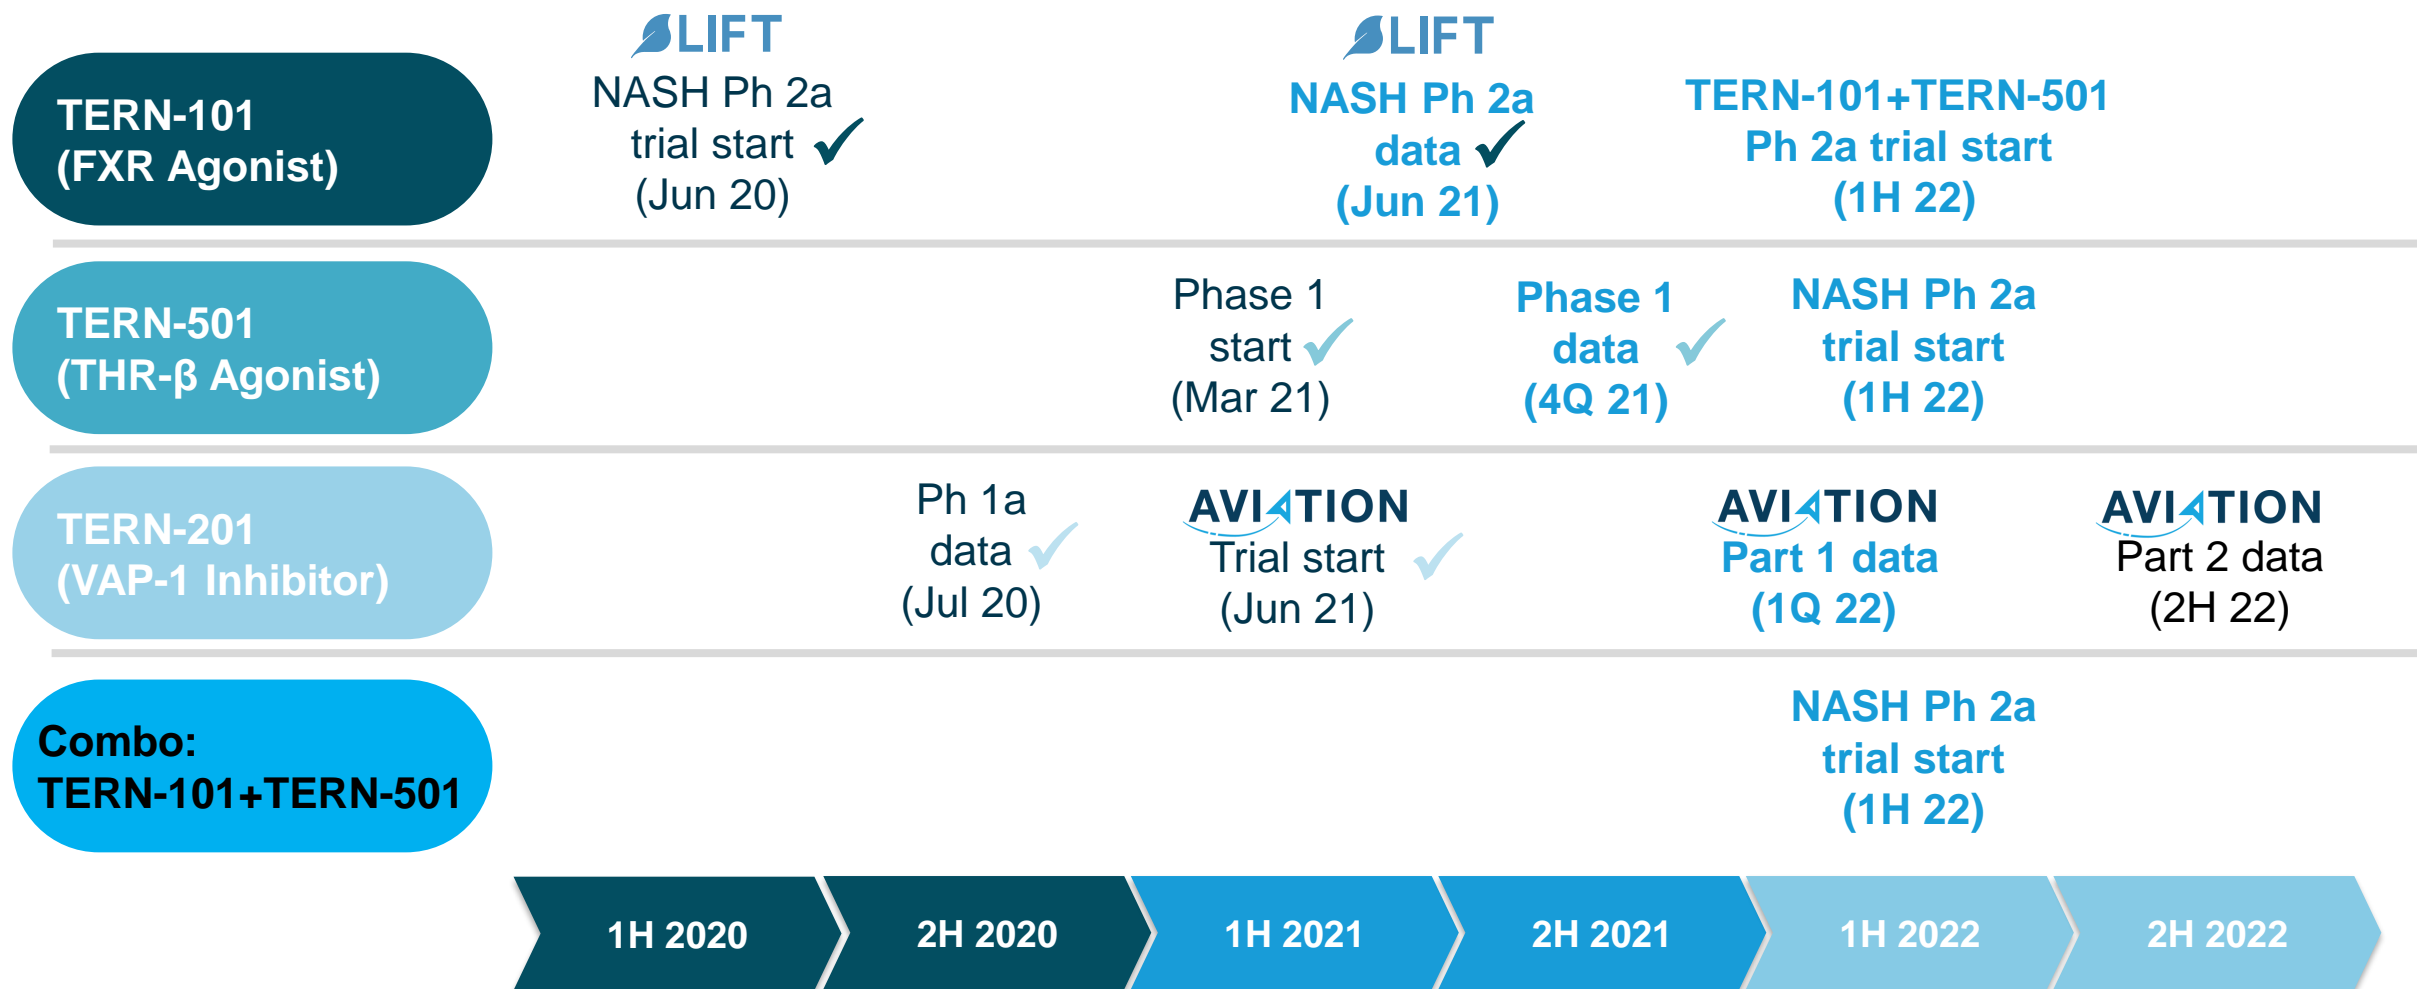 LIFT
LIFT
TERN-101
(FXR Agonist)
NASH Ph 2a
trial start
(Jun 20)
NASH Ph 2a
data
(Jun 21)
TERN-101+TERN-501
Ph 2a trial start
(1H 22)
TERN-501
(THR-β Agonist)
Phase 1
start
(Mar 21)
Phase 1
data
(4Q 21)
NASH Ph 2a
trial start
(1H 22)
TERN-201
(VAP-1 Inhibitor)
Ph 1a
data
(Jul 20)
AVIATION
Trial start
(Jun 21)
AVIATION
Part 1 data
(1Q 22)
AVIATION
Part 2 data
(2H 22)
Combo:
TERN-101+TERN-501
NASH Ph 2a
trial start
(1H 22)
1H 2020
2H 2020
1H 2021
2H 2021
1H 2022
2H 2022